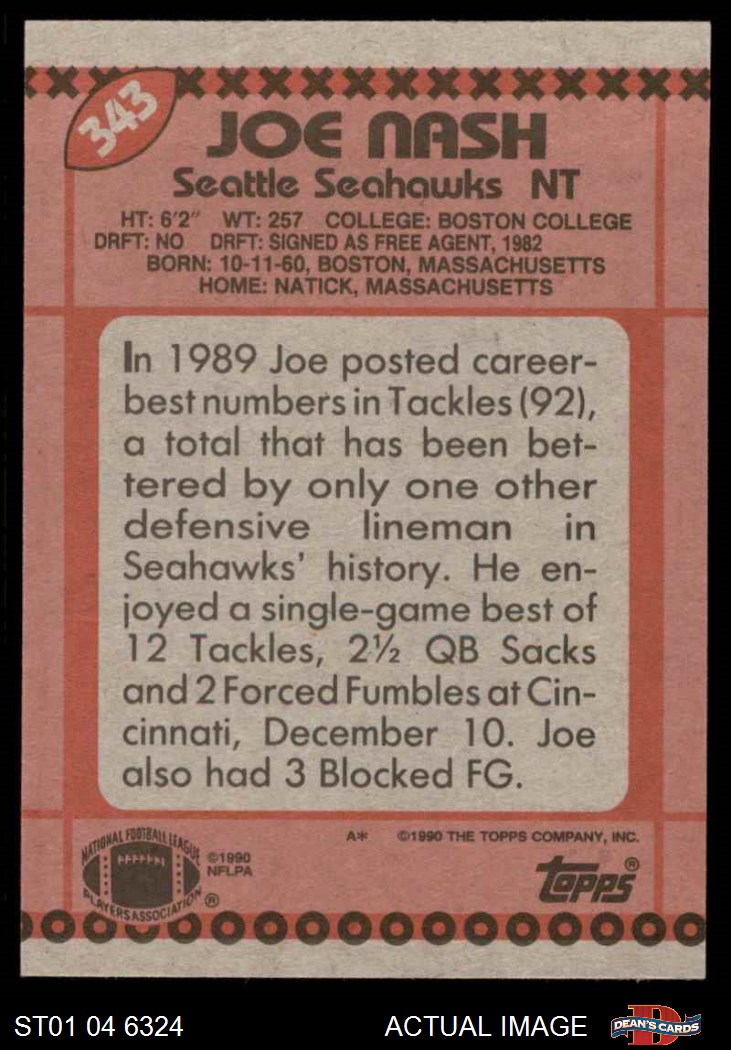 343
JOE NASH
Seattle Seahawks NT
HT: 6'2" WT: 257 COLLEGE: BOSTON COLLEGE
DRFT: NO DRFT: SIGNED AS FREE AGENT, 1982
BORN: 10-11-60, BOSTON, MASSACHUSETTS
HOME: NATICK, MASSACHUSETTS
In 1989 Joe posted career-
best numbers in Tackles (92),
a total that has been bet-
tered by only one other
defensive lineman in
Seahawks' history. He en-
joyed a single-game best of
12 Tackles, 2½ QB Sacks
and 2 Forced Fumbles at Cin-
cinnati, December 10. Joe
also had 3 Blocked FG.
A* ©1990 THE TOPPS COMPANY, INC.
NATIONAL FOOTBALL LEAGUE
PLAYERS ASSOCIATION ®
©1990
NFLPA
topps®
ST01 04 6324 ACTUAL IMAGE
D
DEAN'S CARDS